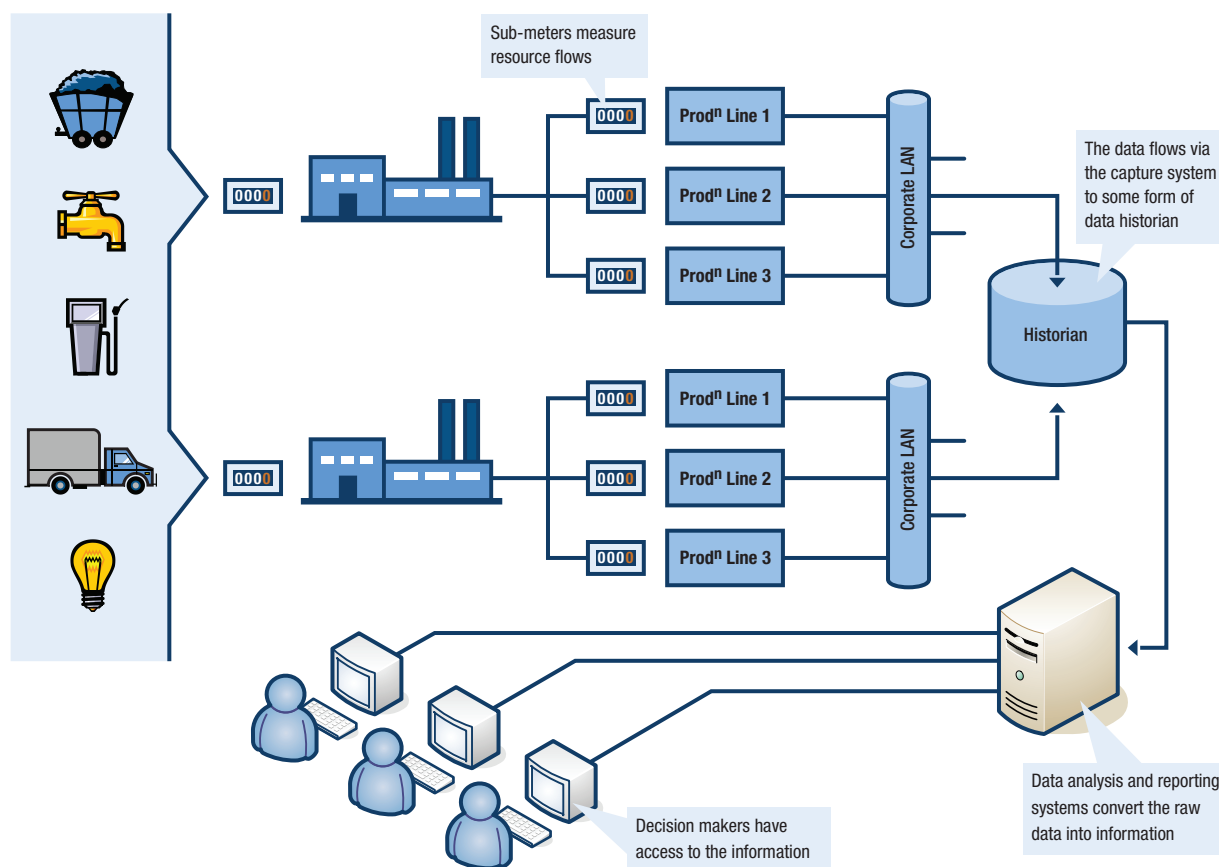 Sub-meters measure
resource flows
0000
Prodⁿ Line 1
0000
0000
Prodⁿ Line 2
0000
Prodⁿ Line 3
Corporate LAN
The data flows via
the capture system
to some form of
data historian
Historian
0000
Prodⁿ Line 1
0000
0000
Prodⁿ Line 2
0000
Prodⁿ Line 3
Corporate LAN
Data analysis and reporting
systems convert the raw
data into information
Decision makers have
access to the information